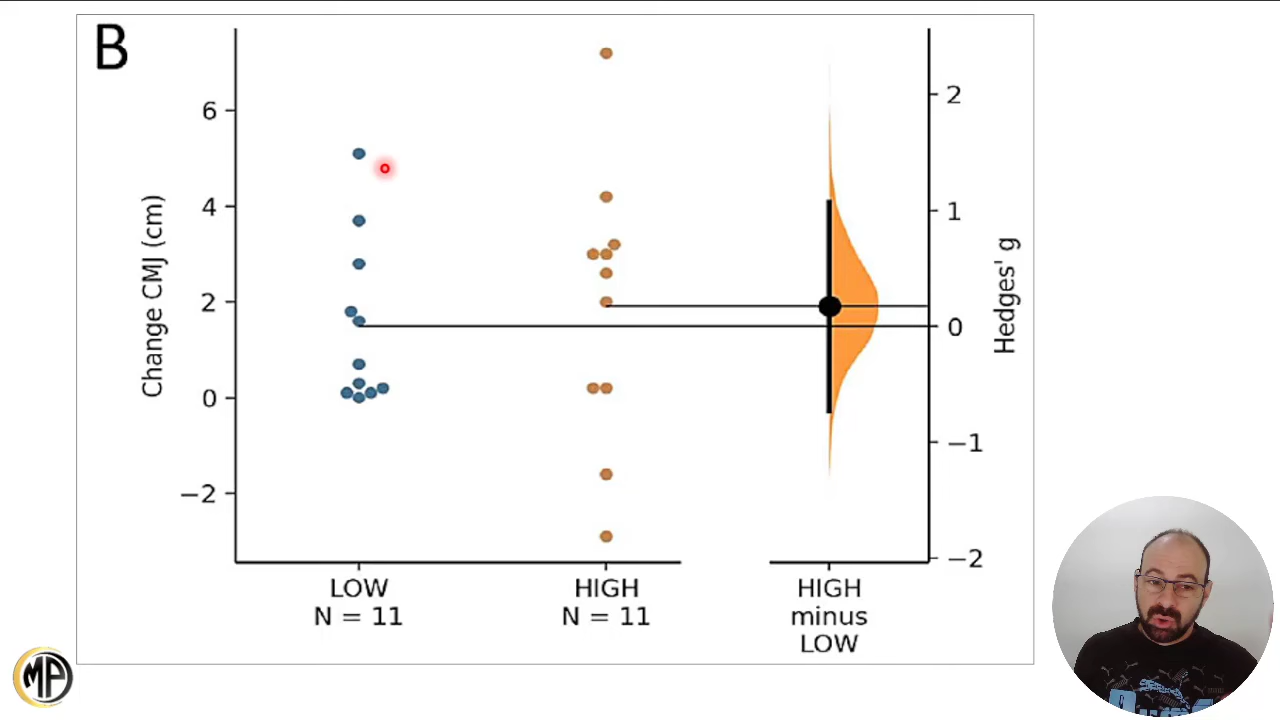 B
6
4
2
0
−2
Change CMJ (cm)
LOW
N = 11
HIGH
N = 11
HIGH
minus
LOW
2
1
0
−1
−2
Hedges' g
MP